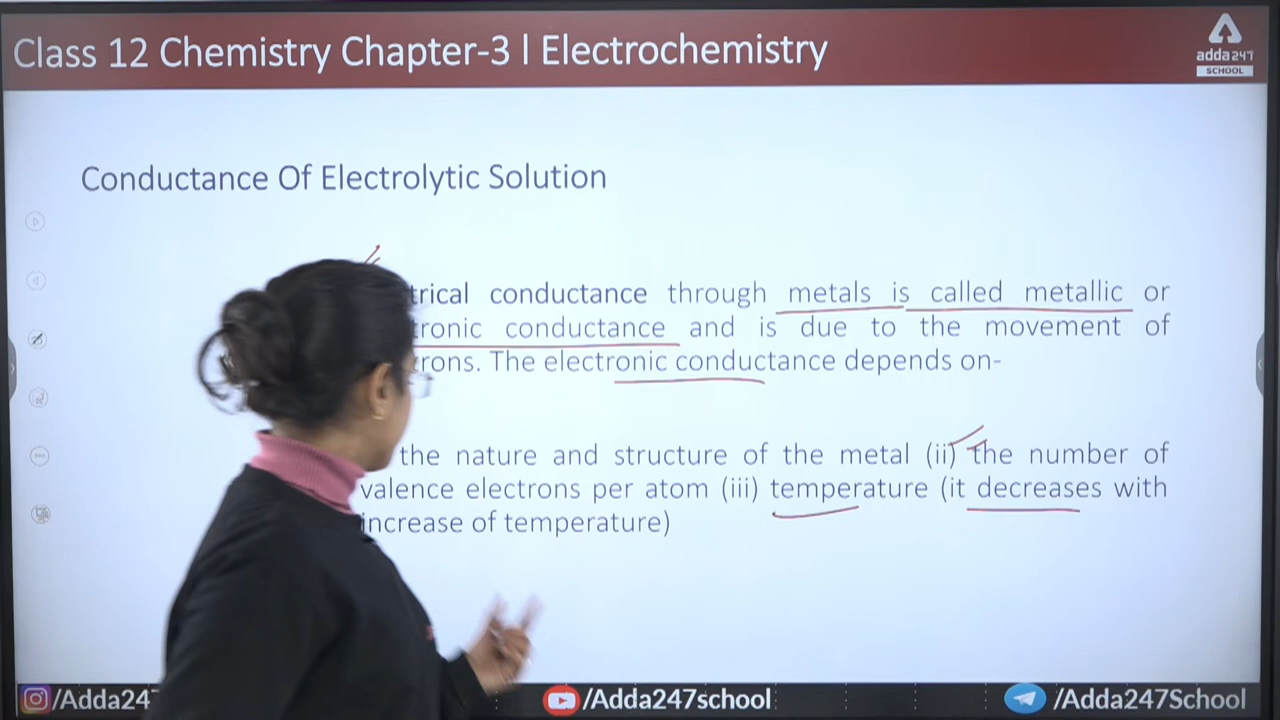 Class 12 Chemistry Chapter-3 l Electrochemistry
adda247
SCHOOL
Conductance Of Electrolytic Solution
conductance through metals is called metallic or
conductance and is due to the movement of
The electronic conductance depends on-
the nature and structure of the metal (ii) the number of
valence electrons per atom (iii) temperature (it decreases with
increase of temperature)
/Adda24
/Adda247school
/Adda247School